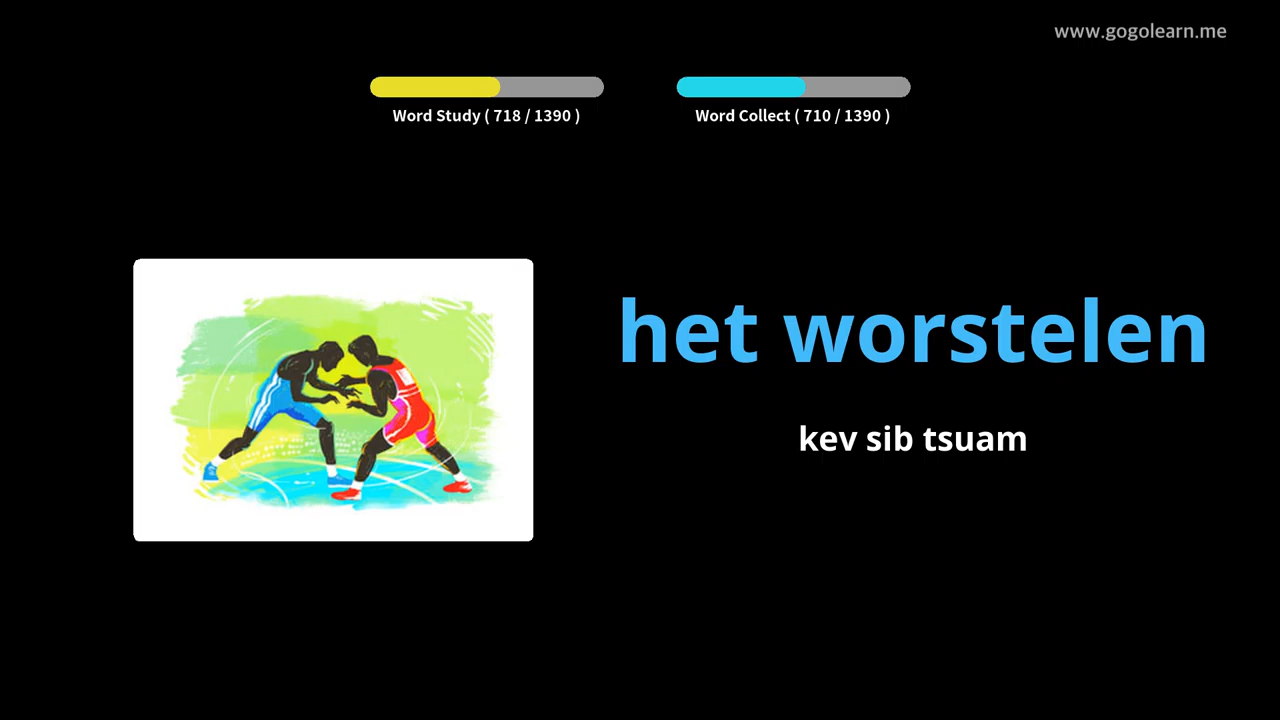 www.gogolearn.me
Word Study ( 718 / 1390 )
Word Collect ( 710 / 1390 )
het worstelen
kev sib tsuam